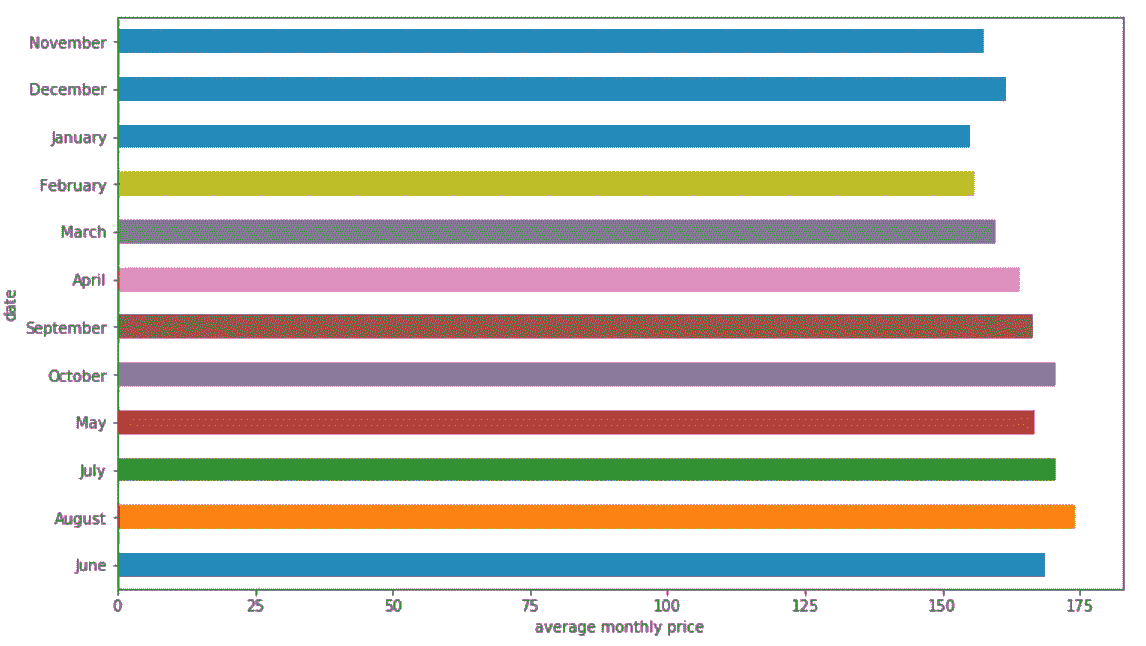 November
December
January
February
March
April
date
September
October
May
July
August
June
0 25 50 75 100 125 150 175
average monthly price